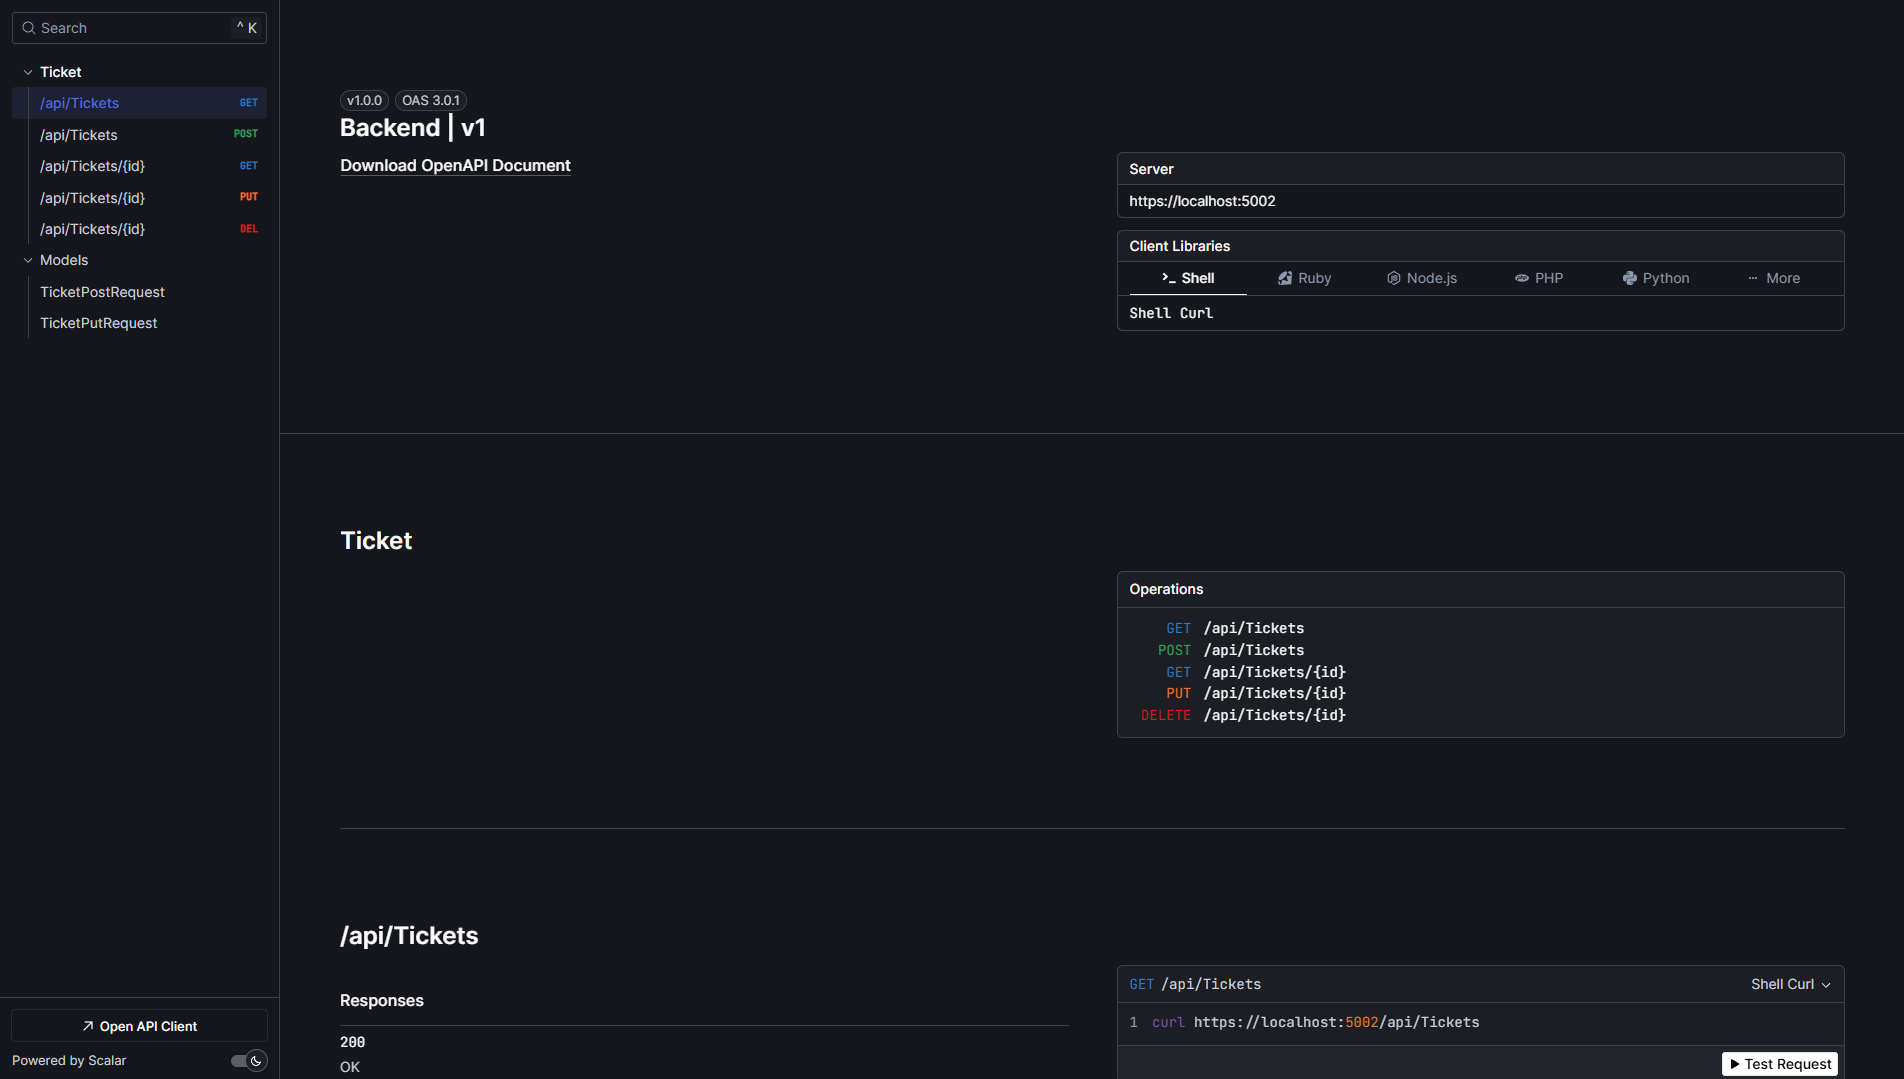 Search ^ K
Ticket
/api/Tickets GET
/api/Tickets POST
/api/Tickets/{id} GET
/api/Tickets/{id} PUT
/api/Tickets/{id} DEL
Models
TicketPostRequest
TicketPutRequest
Open API Client
Powered by Scalar
v1.0.0 OAS 3.0.1
Backend | v1
Download OpenAPI Document
Server
https://localhost:5002
Client Libraries
Shell Ruby Node.js PHP Python More
Shell Curl
Ticket
Operations
GET /api/Tickets
POST /api/Tickets
GET /api/Tickets/{id}
PUT /api/Tickets/{id}
DELETE /api/Tickets/{id}
/api/Tickets
Responses
200
OK
GET /api/Tickets Shell Curl
1 curl https://localhost:5002/api/Tickets
Test Request